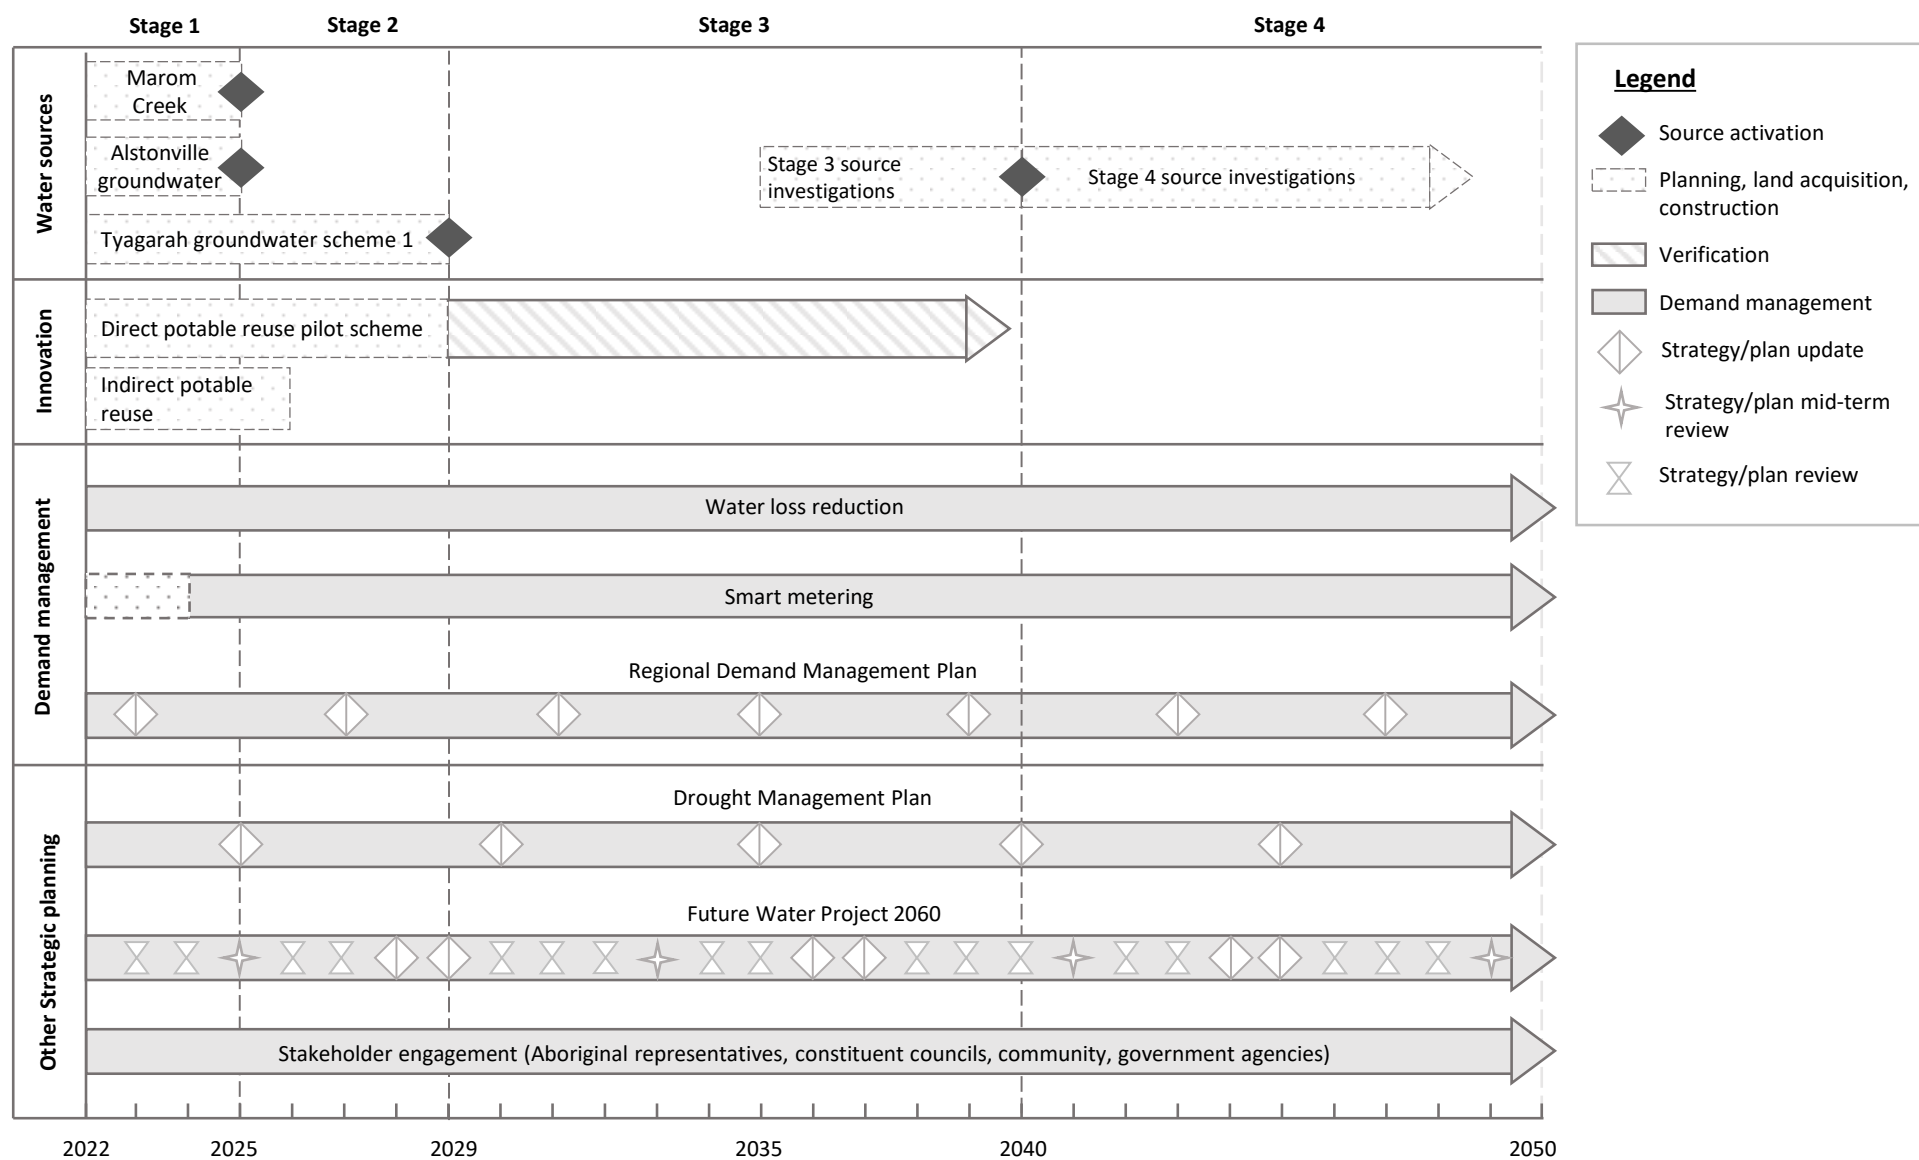 Stage 1
Stage 2
Stage 3
Stage 4
Water sources
Marom
Creek
Alstonville
groundwater
Tyagarah groundwater scheme 1
Stage 3 source
investigations
Stage 4 source investigations
Innovation
Direct potable reuse pilot scheme
Indirect potable
reuse
Demand management
Water loss reduction
Smart metering
Regional Demand Management Plan
Other Strategic planning
Drought Management Plan
Future Water Project 2060
Stakeholder engagement (Aboriginal representatives, constituent councils, community, government agencies)
2022
2025
2029
2035
2040
2050
Legend
Source activation
Planning, land acquisition,
construction
Verification
Demand management
Strategy/plan update
Strategy/plan mid-term
review
Strategy/plan review